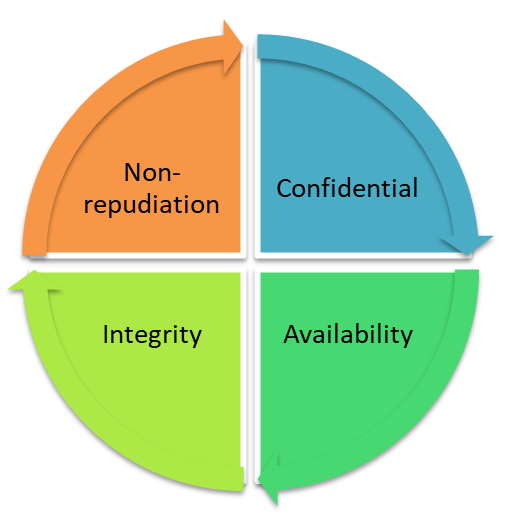 Non-
repudiation
Confidential
Integrity
Availability